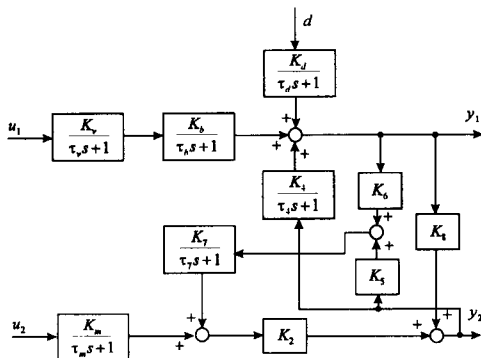 d
K_d
τ_d s+1
u_1
K_v
τ_v s+1
K_b
τ_b s+1
+
+
+
y_1
K_4
τ_4 s+1
K_6
+
+
K_8
K_7
τ_7 s+1
K_5
u_2
K_m
τ_m s+1
+
+
K_2
+
+
y_2